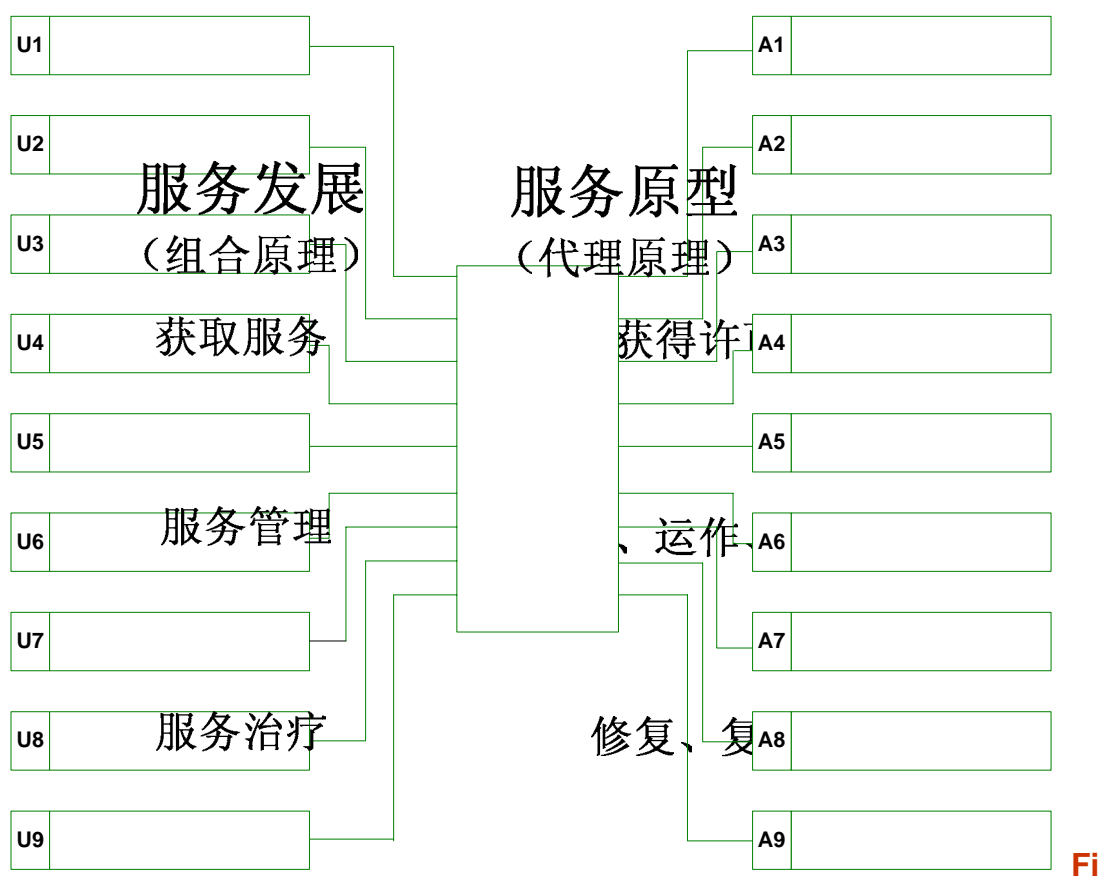 U1
A1
U2
A2
服务发展
服务原型
U3
(组合原理)
(代理原理)
A3
U4
获取服务
获得许
A4
U5
A5
U6
服务管理
、运作、
A6
U7
A7
U8
服务治疗
修复、复
A8
U9
A9
Fi